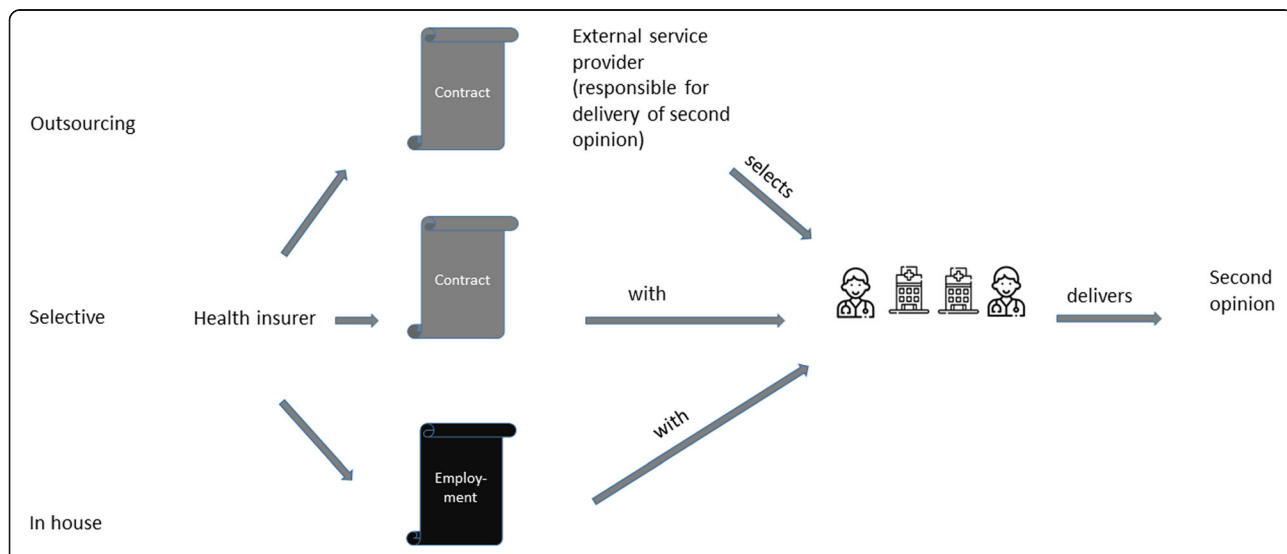 Outsourcing
Contract
External service
provider
(responsible for
delivery of second
opinion)
selects
Selective
Health insurer
Contract
with
delivers
Second
opinion
In house
Employ-
ment
with